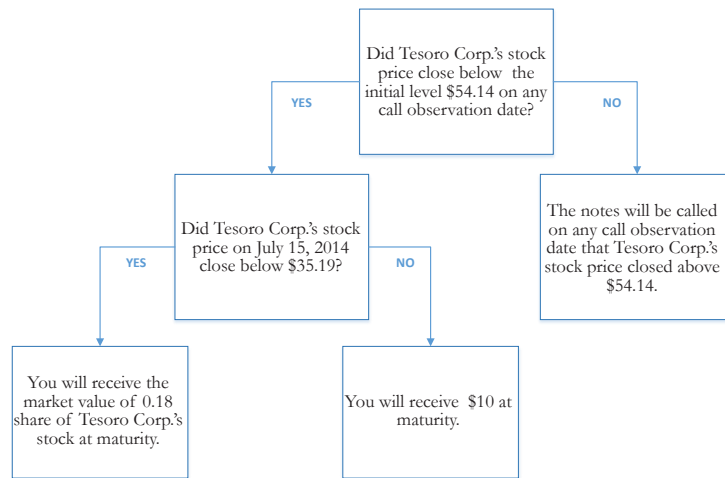 Did Tesoro Corp.'s stock
price close below the
initial level $54.14 on any
call observation date?
YES
NO
Did Tesoro Corp.'s stock
price on July 15, 2014
close below $35.19?
The notes will be called
on any call observation
date that Tesoro Corp.'s
stock price closed above
$54.14.
YES
NO
You will receive the
market value of 0.18
share of Tesoro Corp.'s
stock at maturity.
You will receive $10 at
maturity.